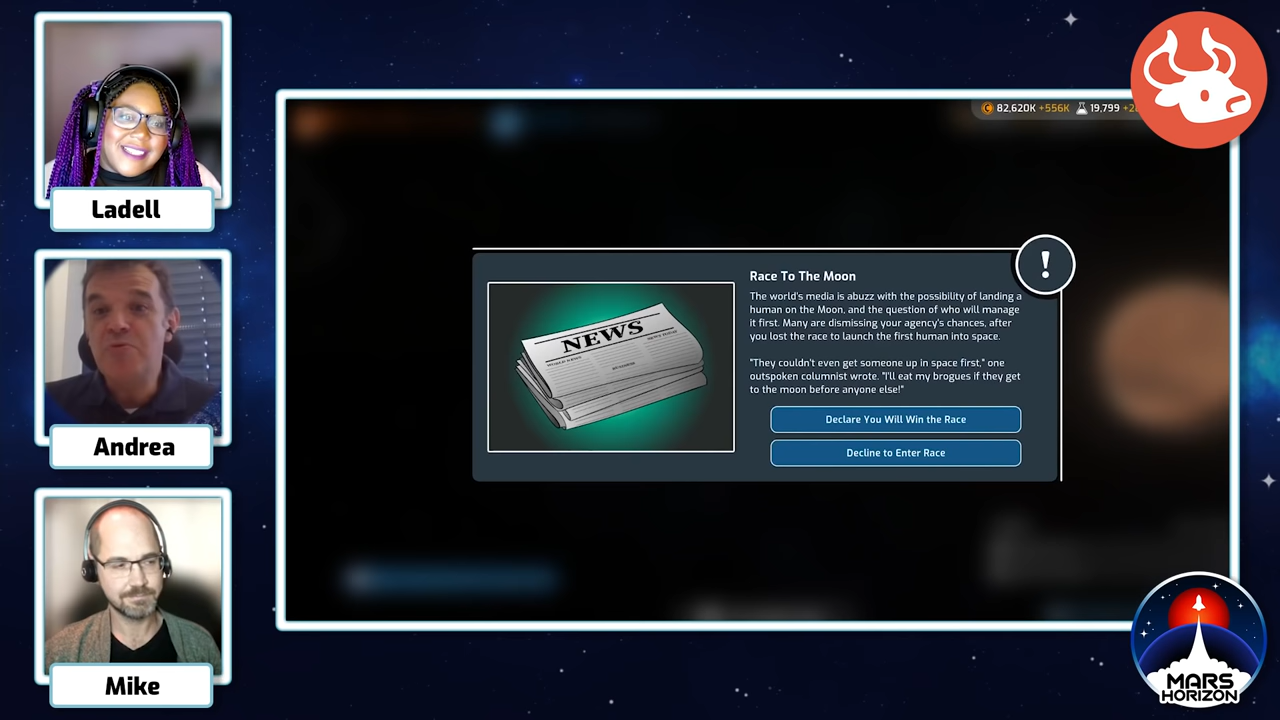 Ladell
Andrea
Mike
82,620K +556K 19,799
Race To The Moon
The world's media is abuzz with the possibility of landing a
human on the Moon, and the question of who will manage
it first. Many are dismissing your agency's chances, after
you lost the race to launch the first human into space.
"They couldn't even get someone up in space first," one
outspoken columnist wrote. "I'll eat my brogues if they get
to the moon before anyone else!"
Declare You Will Win the Race
Decline to Enter Race
NEWS
MARS
HORIZON